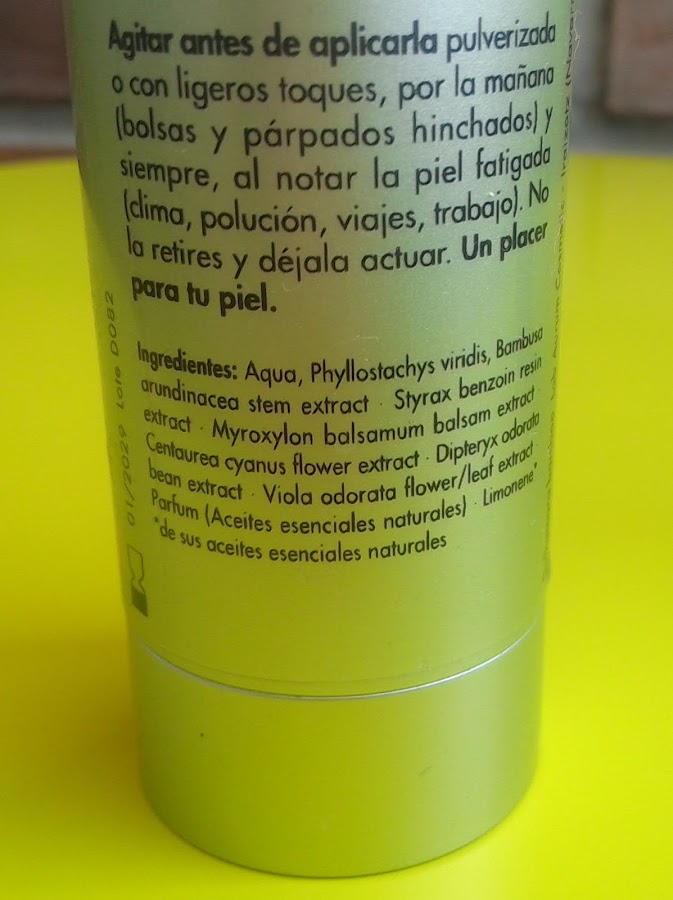 Agitar antes de aplicarla pulverizada
o con ligeros toques, por la mañana
(bolsas y párpados hinchados) y
siempre, al notar la piel fatigada
(clima, polución, viajes, trabajo). No
la retires y déjala actuar. Un placer
para tu piel.
Ingredientes: Aqua, Phyllostachys viridis, Bambusa
arundinacea stem extract · Styrax benzoin resin
extract · Myroxylon balsamum balsam extract ·
Centaurea cyanus flower extract · Dipteryx odorata
bean extract · Viola odorata flower/leaf extract ·
Parfum (Aceites esenciales naturales) · Limonene*
*de sus aceites esenciales naturales
01/2029 Lote D082